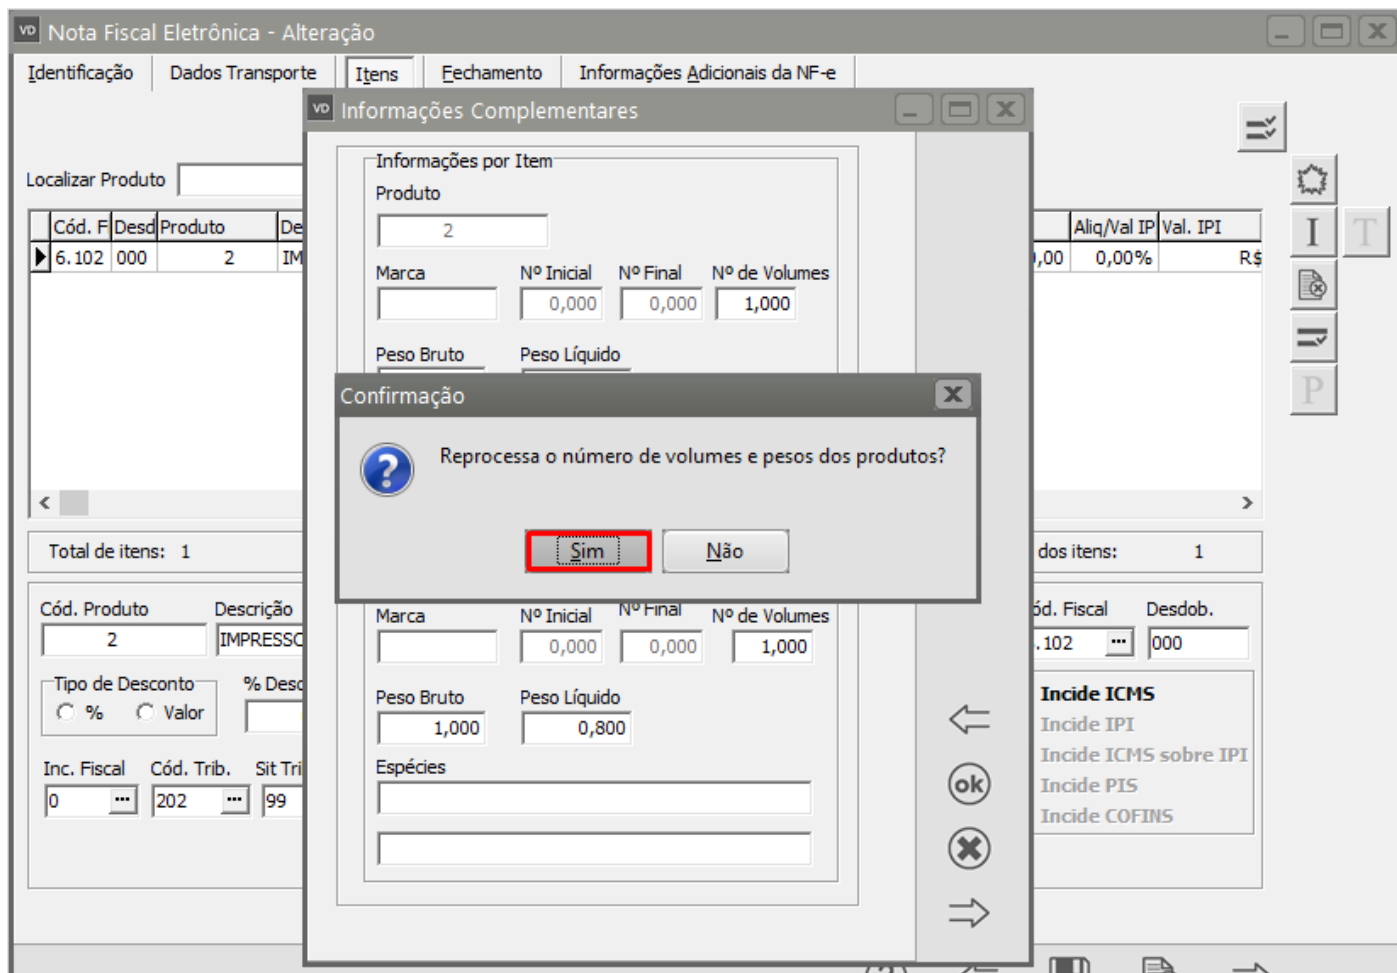 VD Nota Fiscal Eletrônica - Alteração
Identificação Dados Transporte Itens Fechamento Informações Adicionais da NF-e
VD Informações Complementares
Informações por Item
Localizar Produto
Produto
2
Cód. F Desd Produto De Aliq/Val IP Val. IPI
6.102 000 2 IM ,00 0,00% R$
I T
Marca Nº Inicial Nº Final Nº de Volumes
0,000 0,000 1,000
Peso Bruto Peso Líquido
P
Confirmação
Reprocessa o número de volumes e pesos dos produtos?
Sim Não
Total de itens: 1 dos itens: 1
Cód. Produto Descrição Marca Nº Inicial Nº Final Nº de Volumes ód. Fiscal Desdob.
2 IMPRESSO 0,000 0,000 1,000 .102 ... 000
Tipo de Desconto % Desc Peso Bruto Peso Líquido Incide ICMS
% Valor 1,000 0,800 Incide IPI
Incide ICMS sobre IPI
Inc. Fiscal Cód. Trib. Sit Tri Espécies Incide PIS
0 ... 202 ... 99 ok Incide COFINS